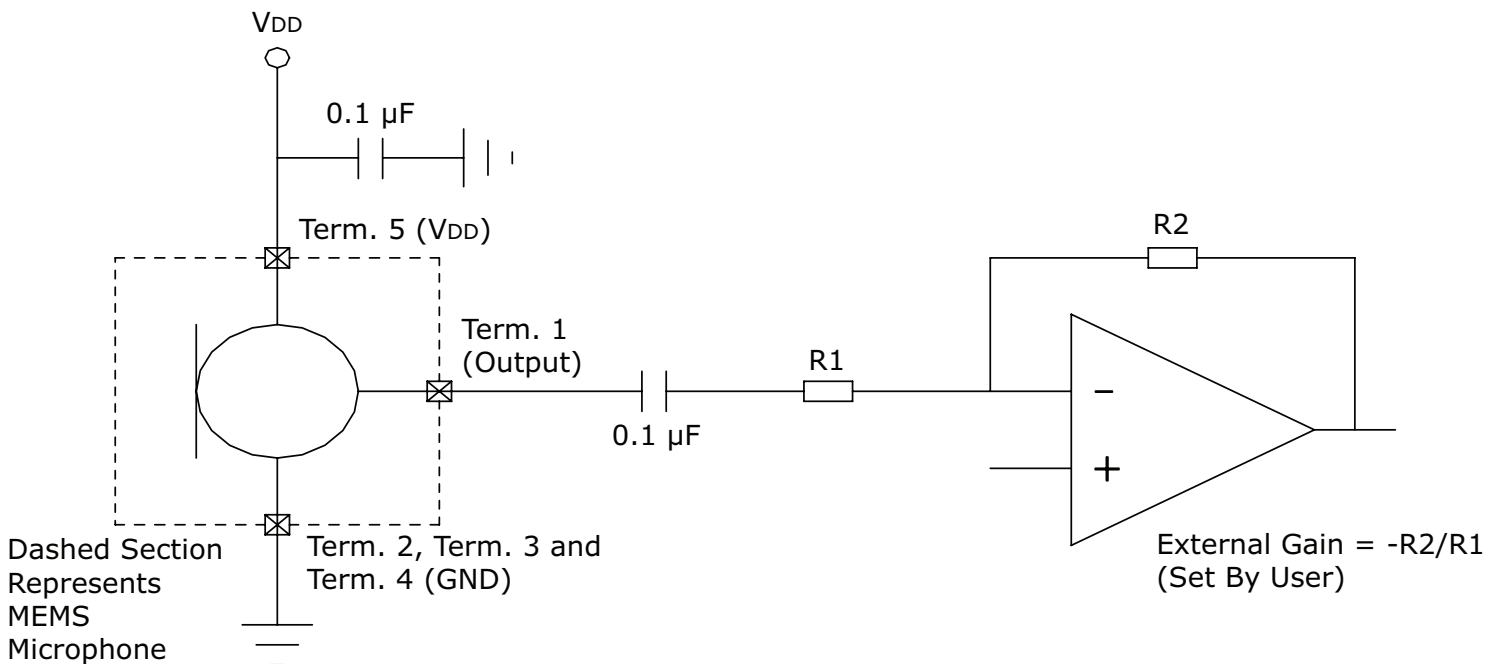 VDD
0.1 µF
Term. 5 (VDD)
R2
Term. 1
(Output)
R1
0.1 µF
−
+
Dashed Section
Represents
MEMS
Microphone
Term. 2, Term. 3 and
Term. 4 (GND)
External Gain = -R2/R1
(Set By User)